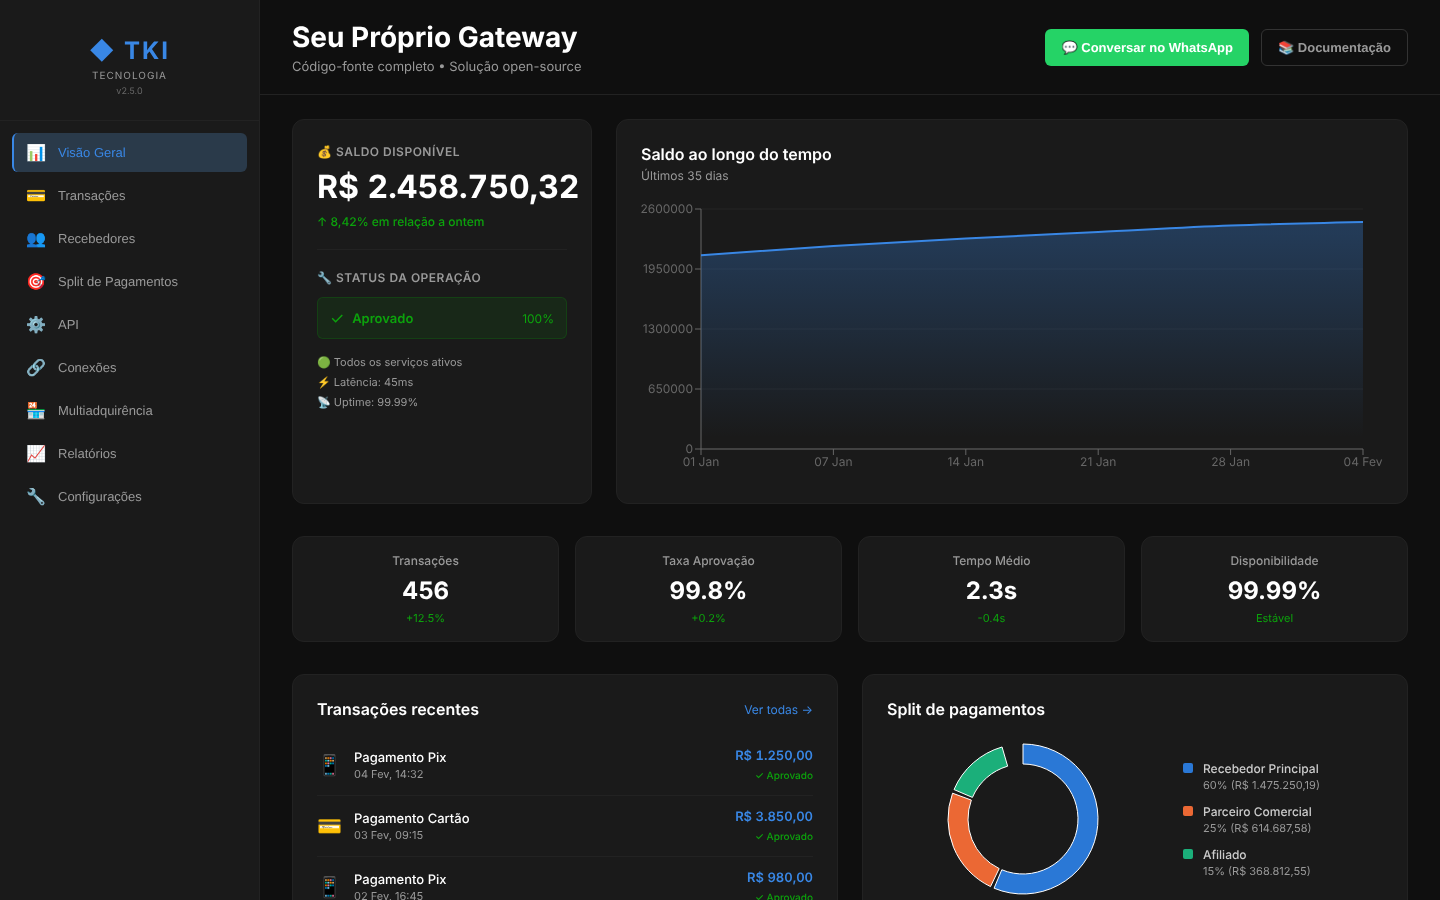 TKI
TECNOLOGIA
v2.5.0
Visão Geral
Transações
Recebedores
Split de Pagamentos
API
Conexões
Multiadquirência
Relatórios
Configurações
Seu Próprio Gateway
Código-fonte completo • Solução open-source
💬 Conversar no WhatsApp
📚 Documentação
💰 SALDO DISPONÍVEL
R$ 2.458.750,32
↑ 8,42% em relação a ontem
🔧 STATUS DA OPERAÇÃO
✓ Aprovado 100%
🟢 Todos os serviços ativos
⚡ Latência: 45ms
📡 Uptime: 99.99%
Saldo ao longo do tempo
Últimos 35 dias
2600000
1950000
1300000
650000
0
01 Jan 07 Jan 14 Jan 21 Jan 28 Jan 04 Fev
Transações
456
+12.5%
Taxa Aprovação
99.8%
+0.2%
Tempo Médio
2.3s
-0.4s
Disponibilidade
99.99%
Estável
Transações recentes
Ver todas →
Pagamento Pix
04 Fev, 14:32
R$ 1.250,00
✓ Aprovado
Pagamento Cartão
03 Fev, 09:15
R$ 3.850,00
✓ Aprovado
Pagamento Pix
02 Fev, 16:45
R$ 980,00
✓ Aprovado
Split de pagamentos
Recebedor Principal
60% (R$ 1.475.250,19)
Parceiro Comercial
25% (R$ 614.687,58)
Afiliado
15% (R$ 368.812,55)